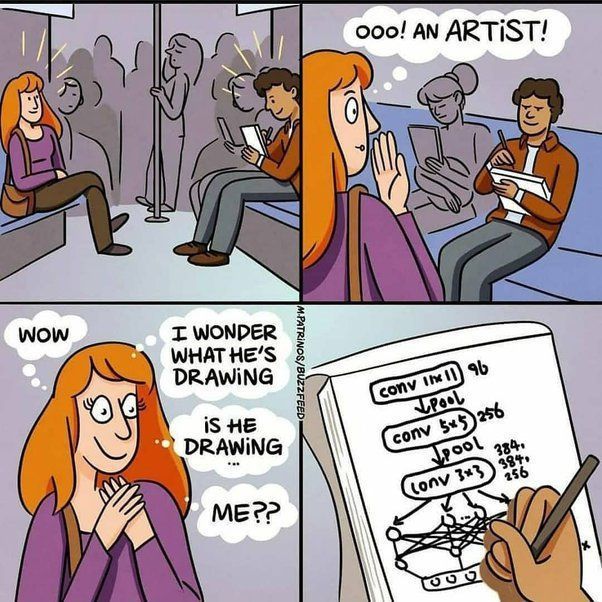 OOO! AN ARTiST!
WOW
I WONDER
WHAT HE'S
DRAWiNG
iS HE
DRAWiNG
...
ME??
M.PATRiNOS/BUZZFEED
conv 11x11 96
pool
conv 5x5 256
pool
conv 3x3 384,
384,
256